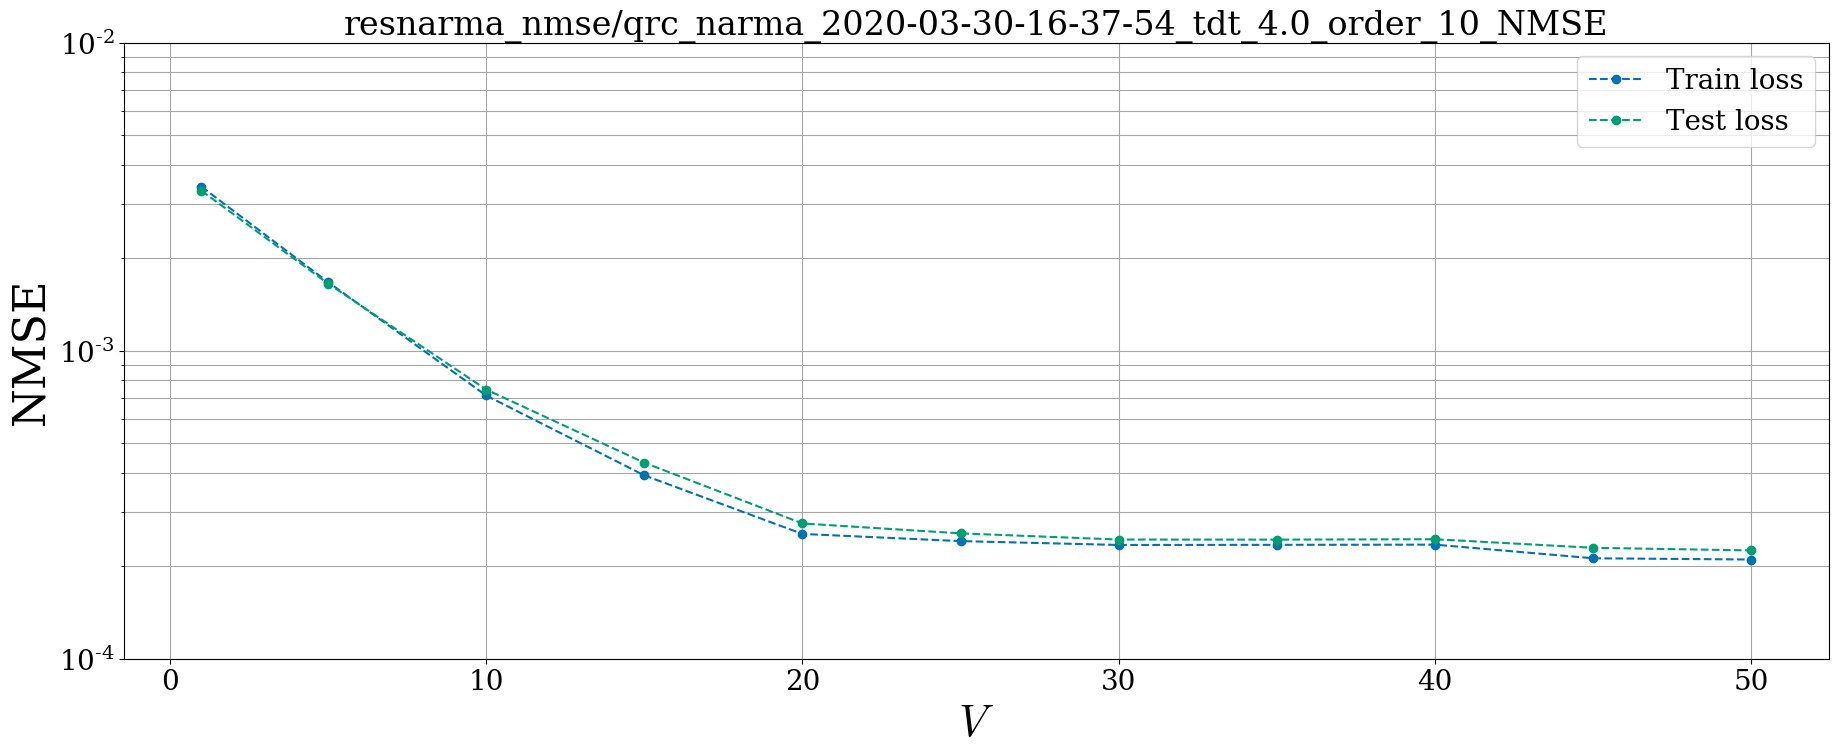 resnarma_nmse/qrc_narma_2020-03-30-16-37-54_tdt_4.0_order_10_NMSE
10⁻²
Train loss
Test loss
NMSE
10⁻³
10⁻⁴
0 10 20 30 40 50
V